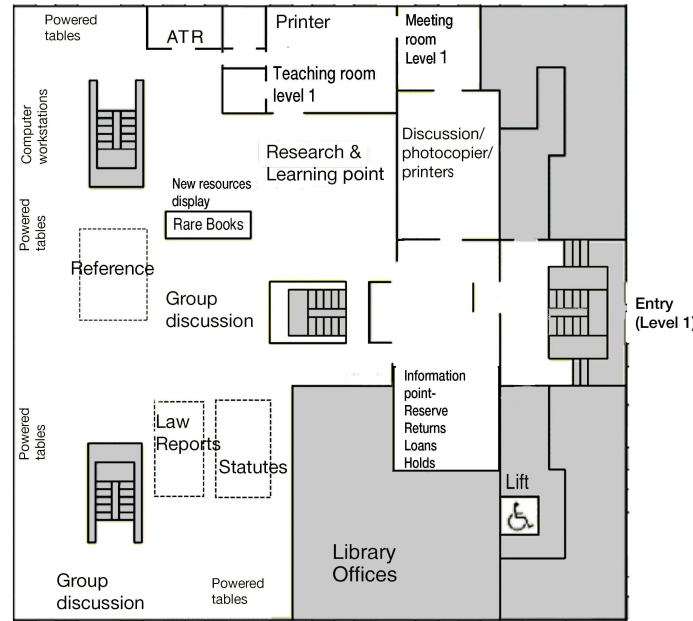 Powered
tables
ATR
Printer
Meeting
room
Level 1
Teaching room
level 1
Computer
workstations
Discussion/
photocopier/
printers
Research &
Learning point
New resources
display
Rare Books
Powered
tables
Reference
Group
discussion
Entry
(Level 1)
Information
point-
Reserve
Returns
Loans
Holds
Powered
tables
Law
Reports
Statutes
Lift
Library
Offices
Group
discussion
Powered
tables